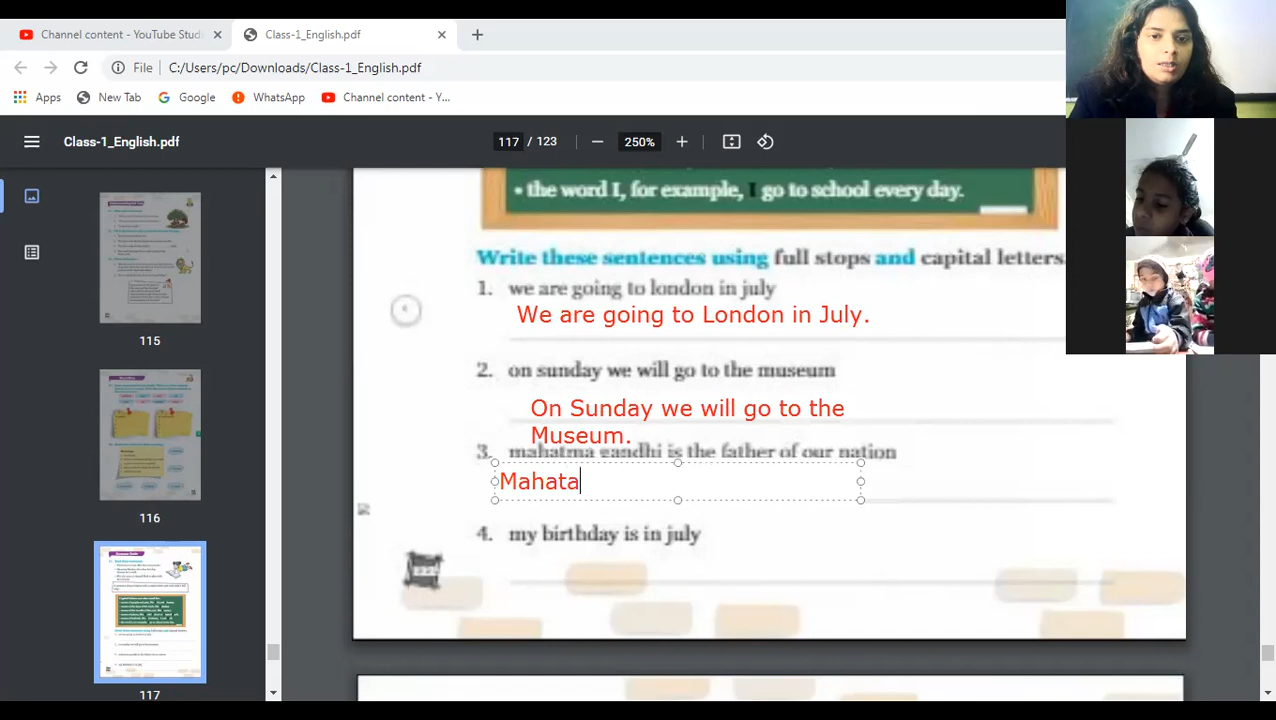 Channel content - YouTube Studi
Class-1_English.pdf
File
C:/Users/pc/Downloads/Class-1_English.pdf
Apps
New Tab
Google
WhatsApp
Channel content - Y...
Class-1_English.pdf
117 / 123
250%
115
116
117
• the word I, for example, I go to school every day.
Write these sentences using full stops and capital letters.
1. we are going to london in july
We are going to London in July.
2. on sunday we will go to the museum
On Sunday we will go to the
Museum.
3. mahatma gandhi is the father of our nation
Mahata
4. my birthday is in july